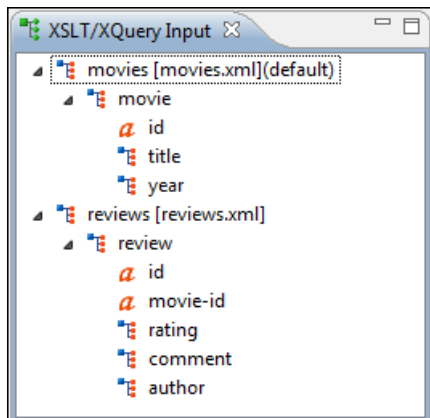 XSLT/XQuery Input
movies [movies.xml](default)
movie
a id
title
year
reviews [reviews.xml]
review
a id
a movie-id
rating
comment
author